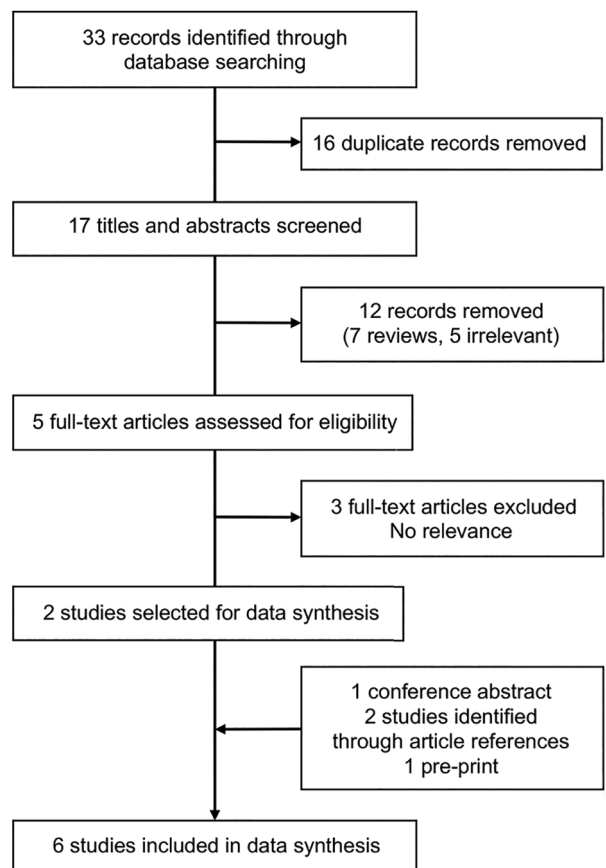 33 records identified through
database searching
16 duplicate records removed
17 titles and abstracts screened
12 records removed
(7 reviews, 5 irrelevant)
5 full-text articles assessed for eligibility
3 full-text articles excluded
No relevance
2 studies selected for data synthesis
1 conference abstract
2 studies identified
through article references
1 pre-print
6 studies included in data synthesis